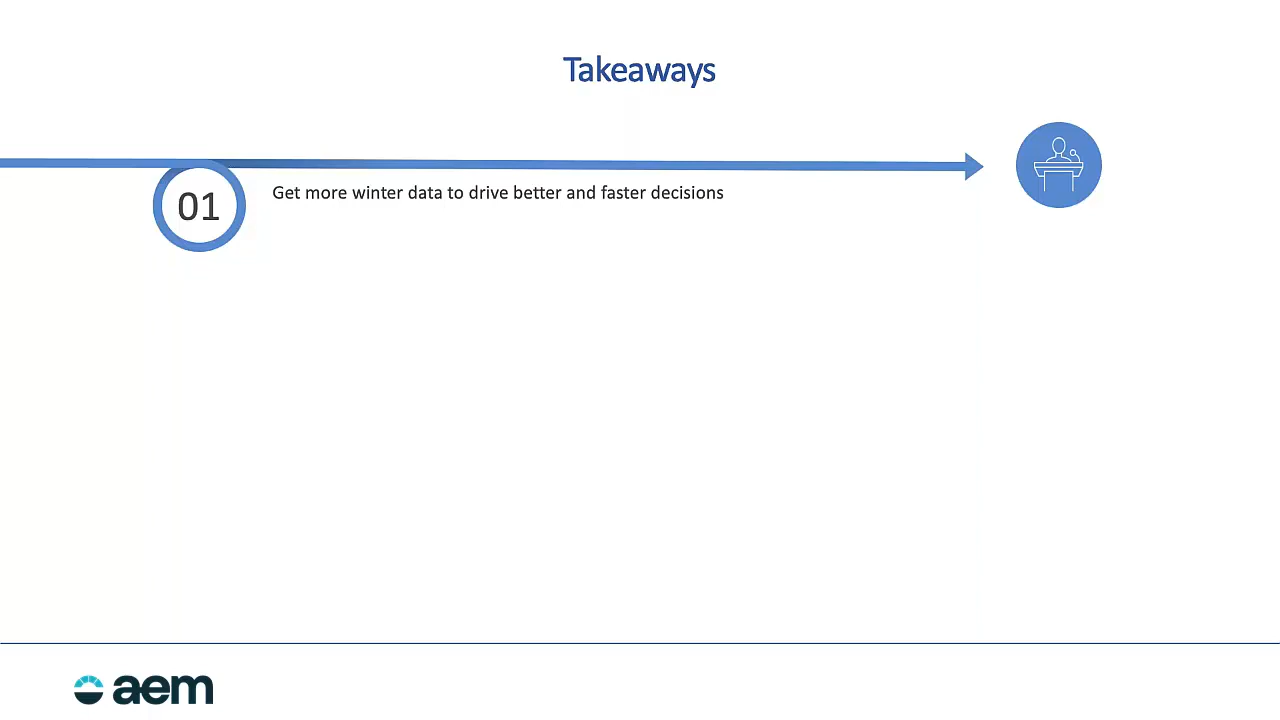 Takeaways
01
Get more winter data to drive better and faster decisions
aem